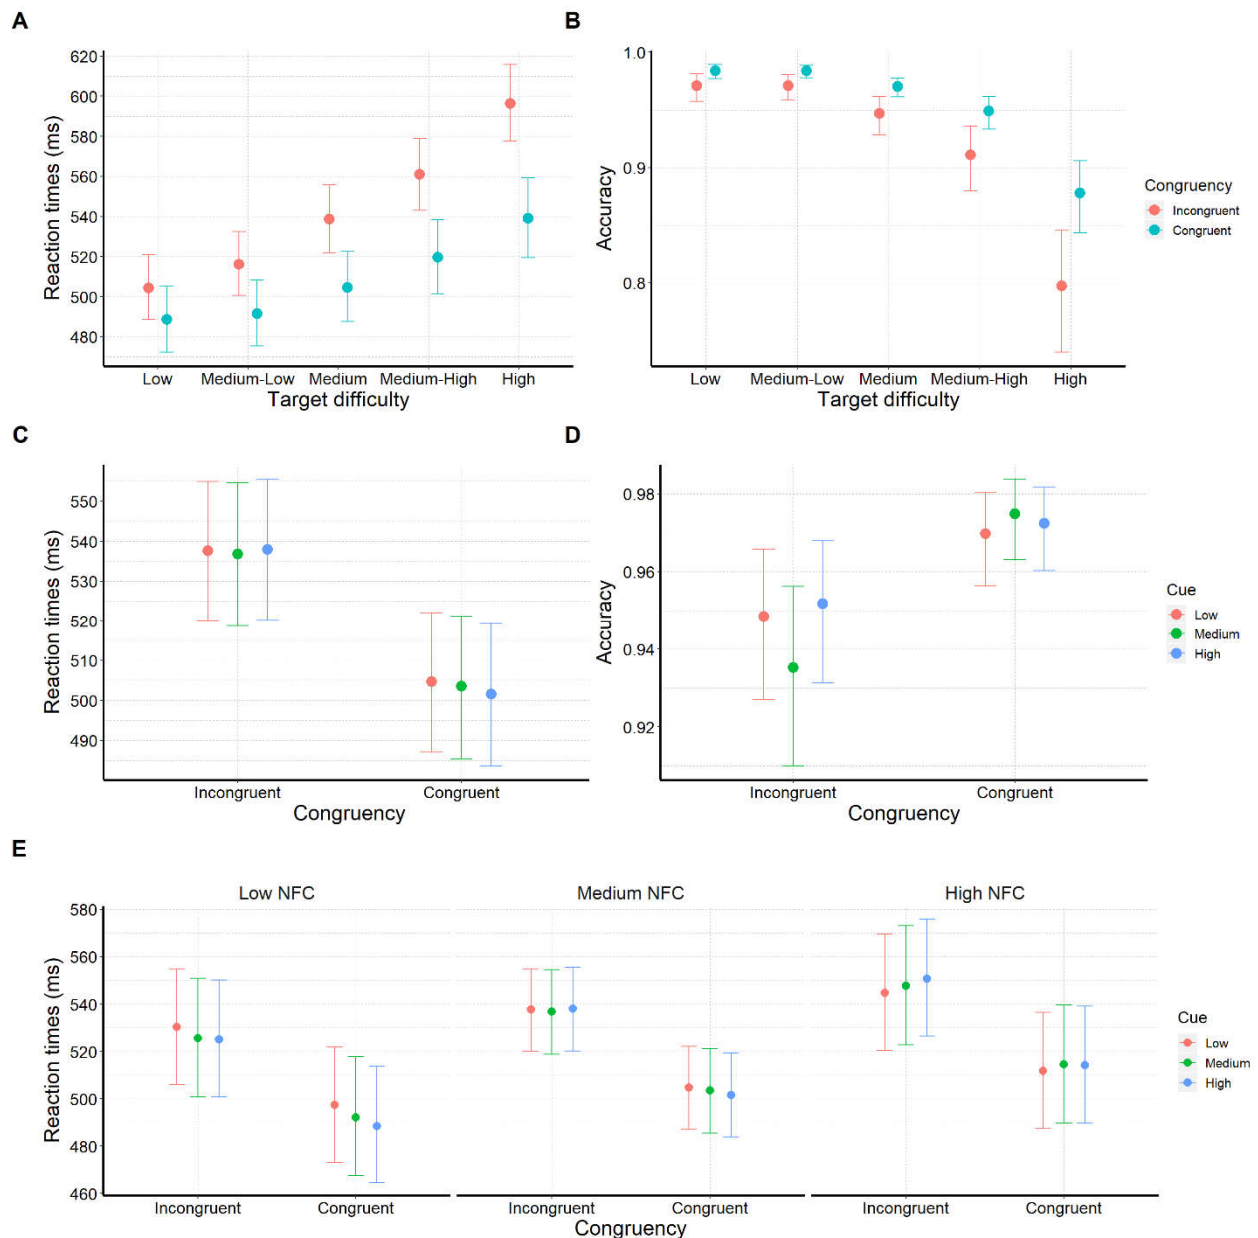 A
Reaction times (ms)
620
600
580
560
540
520
500
480
Low Medium-Low Medium Medium-High High
Target difficulty
B
Accuracy
1.0
0.9
0.8
Low Medium-Low Medium Medium-High High
Target difficulty
Congruency
Incongruent
Congruent
C
Reaction times (ms)
550
540
530
520
510
500
490
Incongruent Congruent
Congruency
D
Accuracy
0.98
0.96
0.94
0.92
Incongruent Congruent
Congruency
Cue
Low
Medium
High
E
Low NFC Medium NFC High NFC
Reaction times (ms)
580
560
540
520
500
480
460
Incongruent Congruent Incongruent Congruent Incongruent Congruent
Congruency
Cue
Low
Medium
High